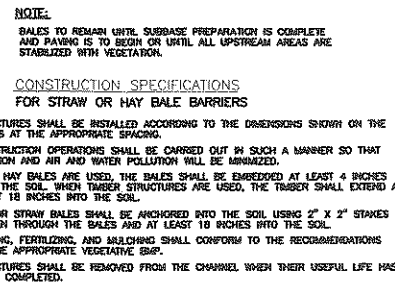 NOTE:
BALES TO REMAIN UNTIL SUBBASE PREPARATION IS COMPLETE
AND PAVING IS TO BEGIN OR UNTIL ALL UPSTREAM AREAS ARE
STABILIZED WITH VEGETATION.
CONSTRUCTION SPECIFICATIONS
FOR STRAW OR HAY BALE BARRIERS
CTURES SHALL BE INSTALLED ACCORDING TO THE DIMENSIONS SHOWN ON THE
S AT THE APPROPRIATE SPACING.
TRUCTION OPERATIONS SHALL BE CARRIED OUT IN SUCH A MANNER SO THAT
ION AND AIR AND WATER POLLUTION WILL BE MINIMIZED.
HAY BALES ARE USED, THE BALES SHALL BE EMBEDDED AT LEAST 4 INCHES
THE SOIL. WHEN TIMBER STRUCTURES ARE USED, THE TIMBER SHALL EXTEND A
T 18 INCHES INTO THE SOIL.
OR STRAW BALES SHALL BE ANCHORED INTO THE SOIL USING 2" X 2" STAKES
EN THROUGH THE BALES AND AT LEAST 18 INCHES INTO THE SOIL.
NG, FERTILIZING, AND MULCHING SHALL CONFORM TO THE RECOMMENDATIONS
E APPROPRIATE VEGETATIVE BMP.
CTURES SHALL BE REMOVED FROM THE CHANNEL WHEN THEIR USEFUL LIFE HAS
COMPLETED.